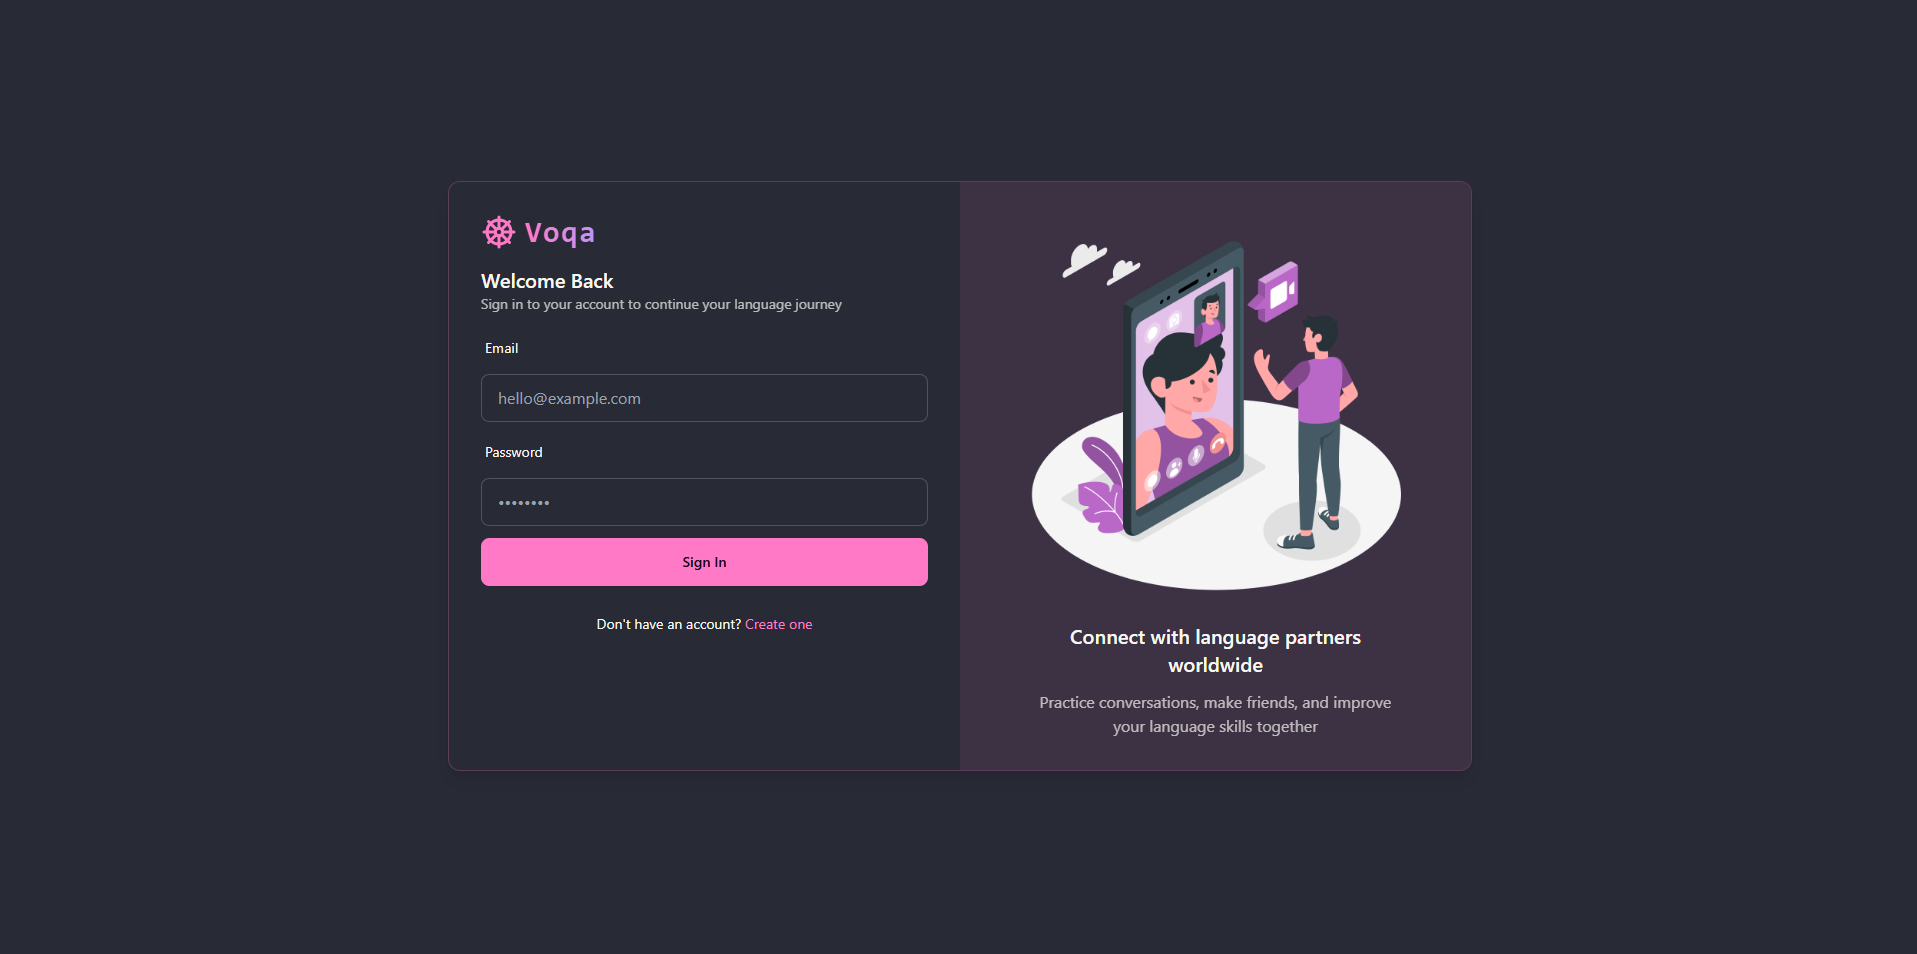 Voqa
Welcome Back
Sign in to your account to continue your language journey
Email
hello@example.com
Password
••••••••
Sign In
Don't have an account? Create one
Connect with language partners
worldwide
Practice conversations, make friends, and improve
your language skills together